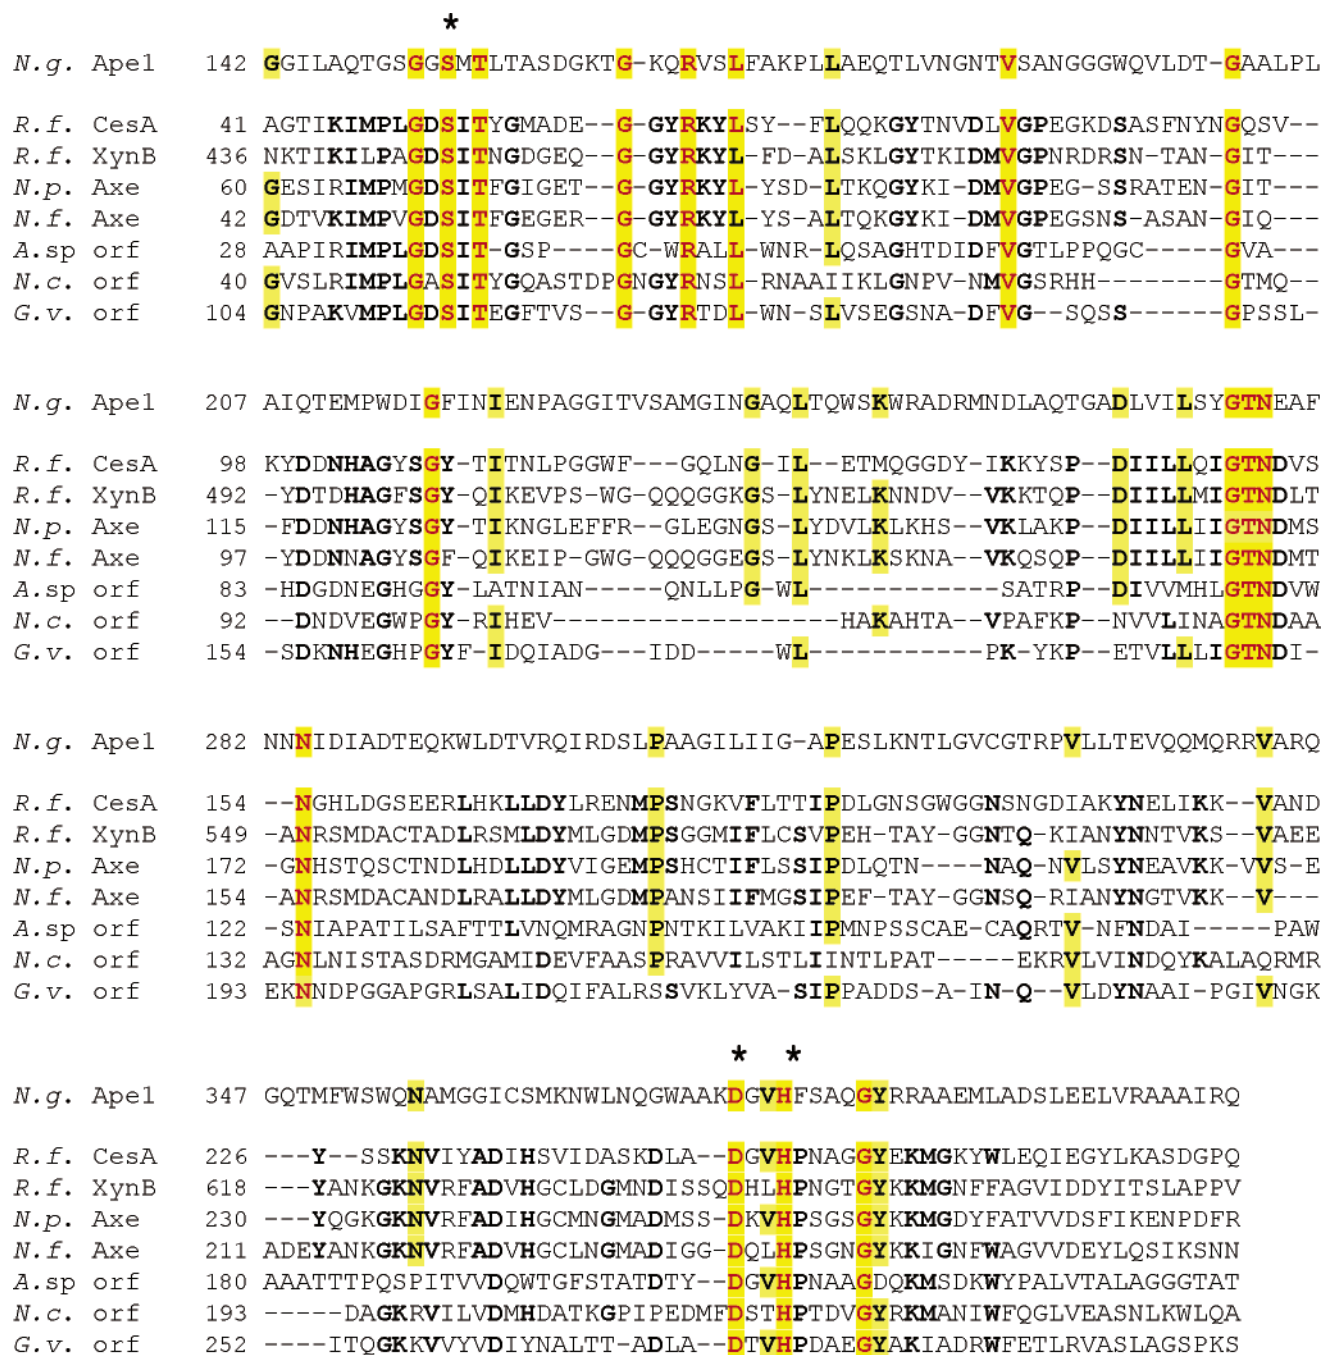 *
N.g. Ape1 142 GGILAQTGSGGSMTLTASDGKTG-KQRVSLFAKPLLAEQTLVNGNTVSANGGGWQVLDT-GAALPL
R.f. CesA 41 AGTIKIMPLGDSITYGMADE--G-GYRKYLSY--FLQQKGYTNVDLVGPEGKDSASFNYNGQSV--
R.f. XynB 436 NKTIKILPAGDSITNGDGEQ--G-GYRKYL-FD-ALSKLGYTKIDMVGPNRDRSN-TAN-GIT---
N.p. Axe 60 GESIRIMPMGDSITFGIGET--G-GYRKYL-YSD-LTKQGYKI-DMVGPEG-SSRATEN-GIT---
N.f. Axe 42 GDTVKIMPVGDSITFGEGER--G-GYRKYL-YS-ALTQKGYKI-DMVGPEGSNS-ASAN-GIQ---
A.sp orf 28 AAPIRIMPLGDSIT-GSP----GC-WRALL-WNR-LQSAGHTDIDFVGTLPPQGC-----GVA---
N.c. orf 40 GVSLRIMPLGASITYGQASTDPGNGYRNSL-RNAAIIKLGNPV-NMVGSRHH--------GTMQ--
G.v. orf 104 GNPAKVMPLGDSITEGFTVS--G-GYRTDL-WN-SLVSEGSNA-DFVG--SQSS------GPSSL-
N.g. Ape1 207 AIQTEMPWDIGFINIENPAGGITVSAMGINGAQLTQWSKWRADRMNDLAQTGADLVILSYGTNEAF
R.f. CesA 98 KYDDNHAGYSGY-TITNLPGGWF---GQLNG-IL--ETMQGGDY-IKKYSP-DIILLQIGTNDVS
R.f. XynB 492 -YDTDHAGFSGY-QIKEVPS-WG-QQQGGKGS-LYNELKNNDV--VKKTQP-DIILLMIGTNDLT
N.p. Axe 115 -FDDNHAGYSGY-TIKNGLEFFR--GLEGNGS-LYDVLKLKHS--VKLAKP-DIILLIIGTNDMS
N.f. Axe 97 -YDDNNAGYSGF-QIKEIP-GWG-QQQGGEGS-LYNKLKSKNA--VKQSQP-DIILLIIGTNDMT
A.sp orf 83 -HDGDNEGHGGY-LATNIAN----QNLLPG-WL------------SATRP-DIVVMHLGTNDVW
N.c. orf 92 --DNDVEGWPGY-RIHEV------------------HAKAHTA--VPAFKP-NVVLINAGTNDAA
G.v. orf 154 -SDKNHEGHPGYF-IDQIADG---IDD-----WL-----------PK-YKP--ETVLLLIGTNDI-
N.g. Ape1 282 NNNIDIADTEQKWLDTVRQIRDSLPAAGILIIG-APESLKNTLGVCGTRPVLLTEVQQMQRRVARQ
R.f. CesA 154 --NGHLDGSEERLHKLLDYLRENMPSNGKVFLTTIPDLGNSGWGGNSNGDIAKYNELIKK--VAND
R.f. XynB 549 -ANRSMDACTADLRSMLDYMLGDMPSGGMIFLCSVPEH-TAY-GGNTQ-KIANYNNTVKS--VAEE
N.p. Axe 172 -GNHSTQSCTNDLHDLLDYVIGEMPSHCTIFLSSIPDLQTN----NAQ-NVLSYNEAVKK-VVS-E
N.f. Axe 154 -ANRSMDACANDLRALLDYMLGDMPANSIIFMGSIPEF-TAY-GGNSQ-RIANYNGTVKK--V---
A.sp orf 122 -SNIAPATILSAFTTLVNQMRAGNPNTKILVAKIIPMNPSSCAE-CAQRTV-NFNDAI-----PAW
N.c. orf 132 AGNLNISTASDRMGAMIDEVFAASPRAVVILSTLIINTLPAT-----EKRVLVINDQYKALAQRMR
G.v. orf 193 EKNNDPGGAPGRLSALIDQIFALRSSVKLYVA-SIPPADDS-A-IN-Q--VLDYNAAI-PGIVNGK
* *
N.g. Ape1 347 GQTMFWSWQNAMGGICSMKNWLNQGWAAKDGVHFSAQGYRRAAEMLADSLEELVRAAAIRQ
R.f. CesA 226 ---Y--SSKNVIYADIHSVIDASKDLA--DGVHPNAGGYEKMGKYWLEQIEGYLKASDGPQ
R.f. XynB 618 ---YANKGKNVRFADVHGCLDGMNDISSQDHLHPNGTGYKKMGNFFAGVIDDYITSLAPPV
N.p. Axe 230 ---YQGKGKNVRFADIHGCMNGMADMSS-DKVHPSGSGYKKMGDYFATVVDSFIKENPDFR
N.f. Axe 211 ADEYANKGKNVRFADVHGCLNGMADIGG-DQLHPSGNGYKKIGNFWAGVVDEYLQSIKSNN
A.sp orf 180 AAATTTPQSPITVVDQWTGFSTATDTY--DGVHPNAAGDQKMSDKWYPALVTALAGGGTAT
N.c. orf 193 -----DAGKRVILVDMHDATKGPIPEDMFDSTHPTDVGYRKMANIWFQGLVEASNLKWLQA
G.v. orf 252 ----ITQGKKVVYVDIYNALTT-ADLA--DTVHPDAEGYAKIADRWFETLRVASLAGSPKS